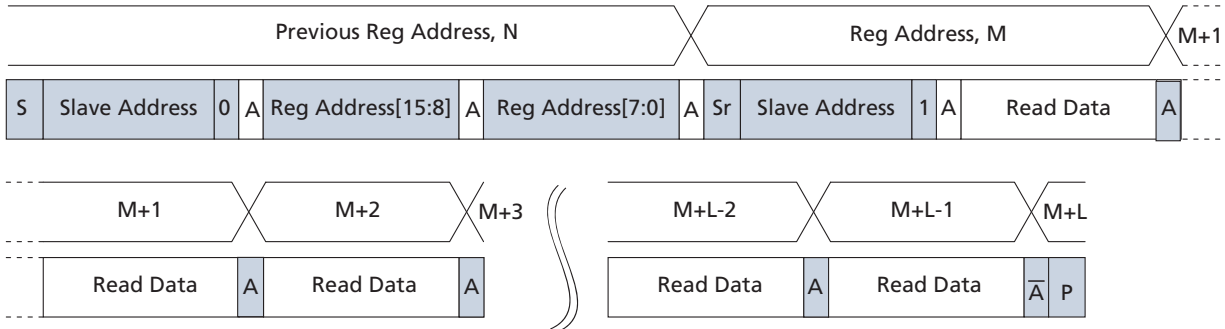 Previous Reg Address, N Reg Address, M M+1
S Slave Address 0 A Reg Address[15:8] A Reg Address[7:0] A Sr Slave Address 1 A Read Data A
M+1 M+2 M+3 M+L-2 M+L-1 M+L
Read Data A Read Data A Read Data A Read Data A̅ P